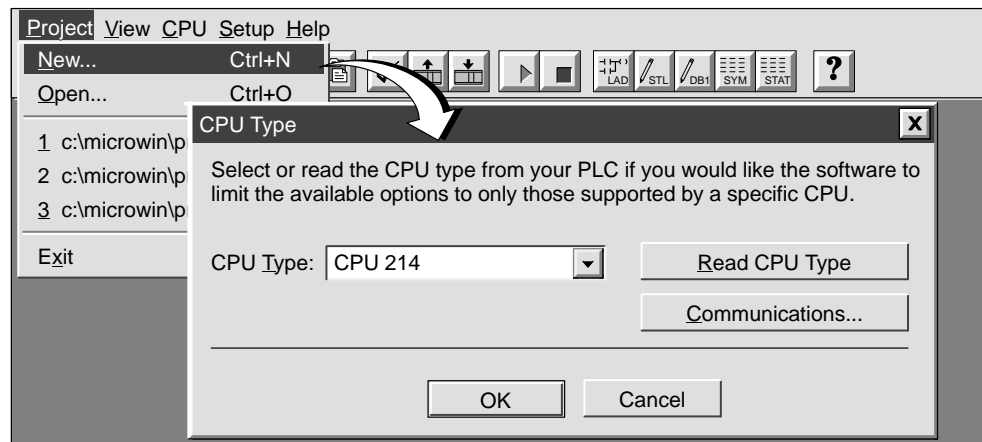 Project View CPU Setup Help
New... Ctrl+N
LAD STL DB1 SYM STAT ?
Open... Ctrl+O
1 c:\microwin\p
2 c:\microwin\p
3 c:\microwin\p
Exit
CPU Type X
Select or read the CPU type from your PLC if you would like the software to
limit the available options to only those supported by a specific CPU.
CPU Type: CPU 214 Read CPU Type
Communications...
OK Cancel